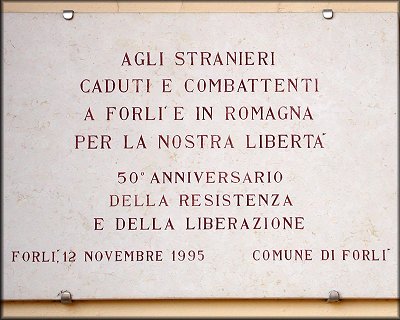 AGLI STRANIERI
CADUTI E COMBATTENTI
A FORLI' E IN ROMAGNA
PER LA NOSTRA LIBERTA'
50° ANNIVERSARIO
DELLA RESISTENZA
E DELLA LIBERAZIONE
FORLI', 12 NOVEMBRE 1995 COMUNE DI FORLI'